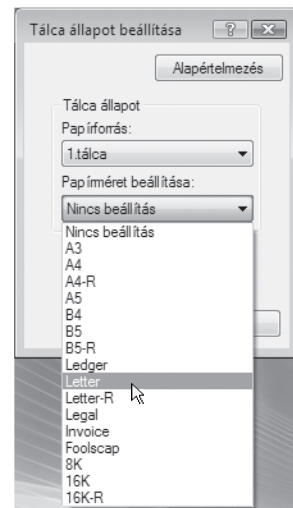 Tálca állapot beállítása
Alapértelmezés
Tálca állapot
Papírforrás:
1.tálca
Papírméret beállítása:
Nincs beállítás
Nincs beállítás
A3
A4
A4-R
A5
B4
B5
B5-R
Ledger
Letter
Letter-R
Legal
Invoice
Foolscap
8K
16K
16K-R